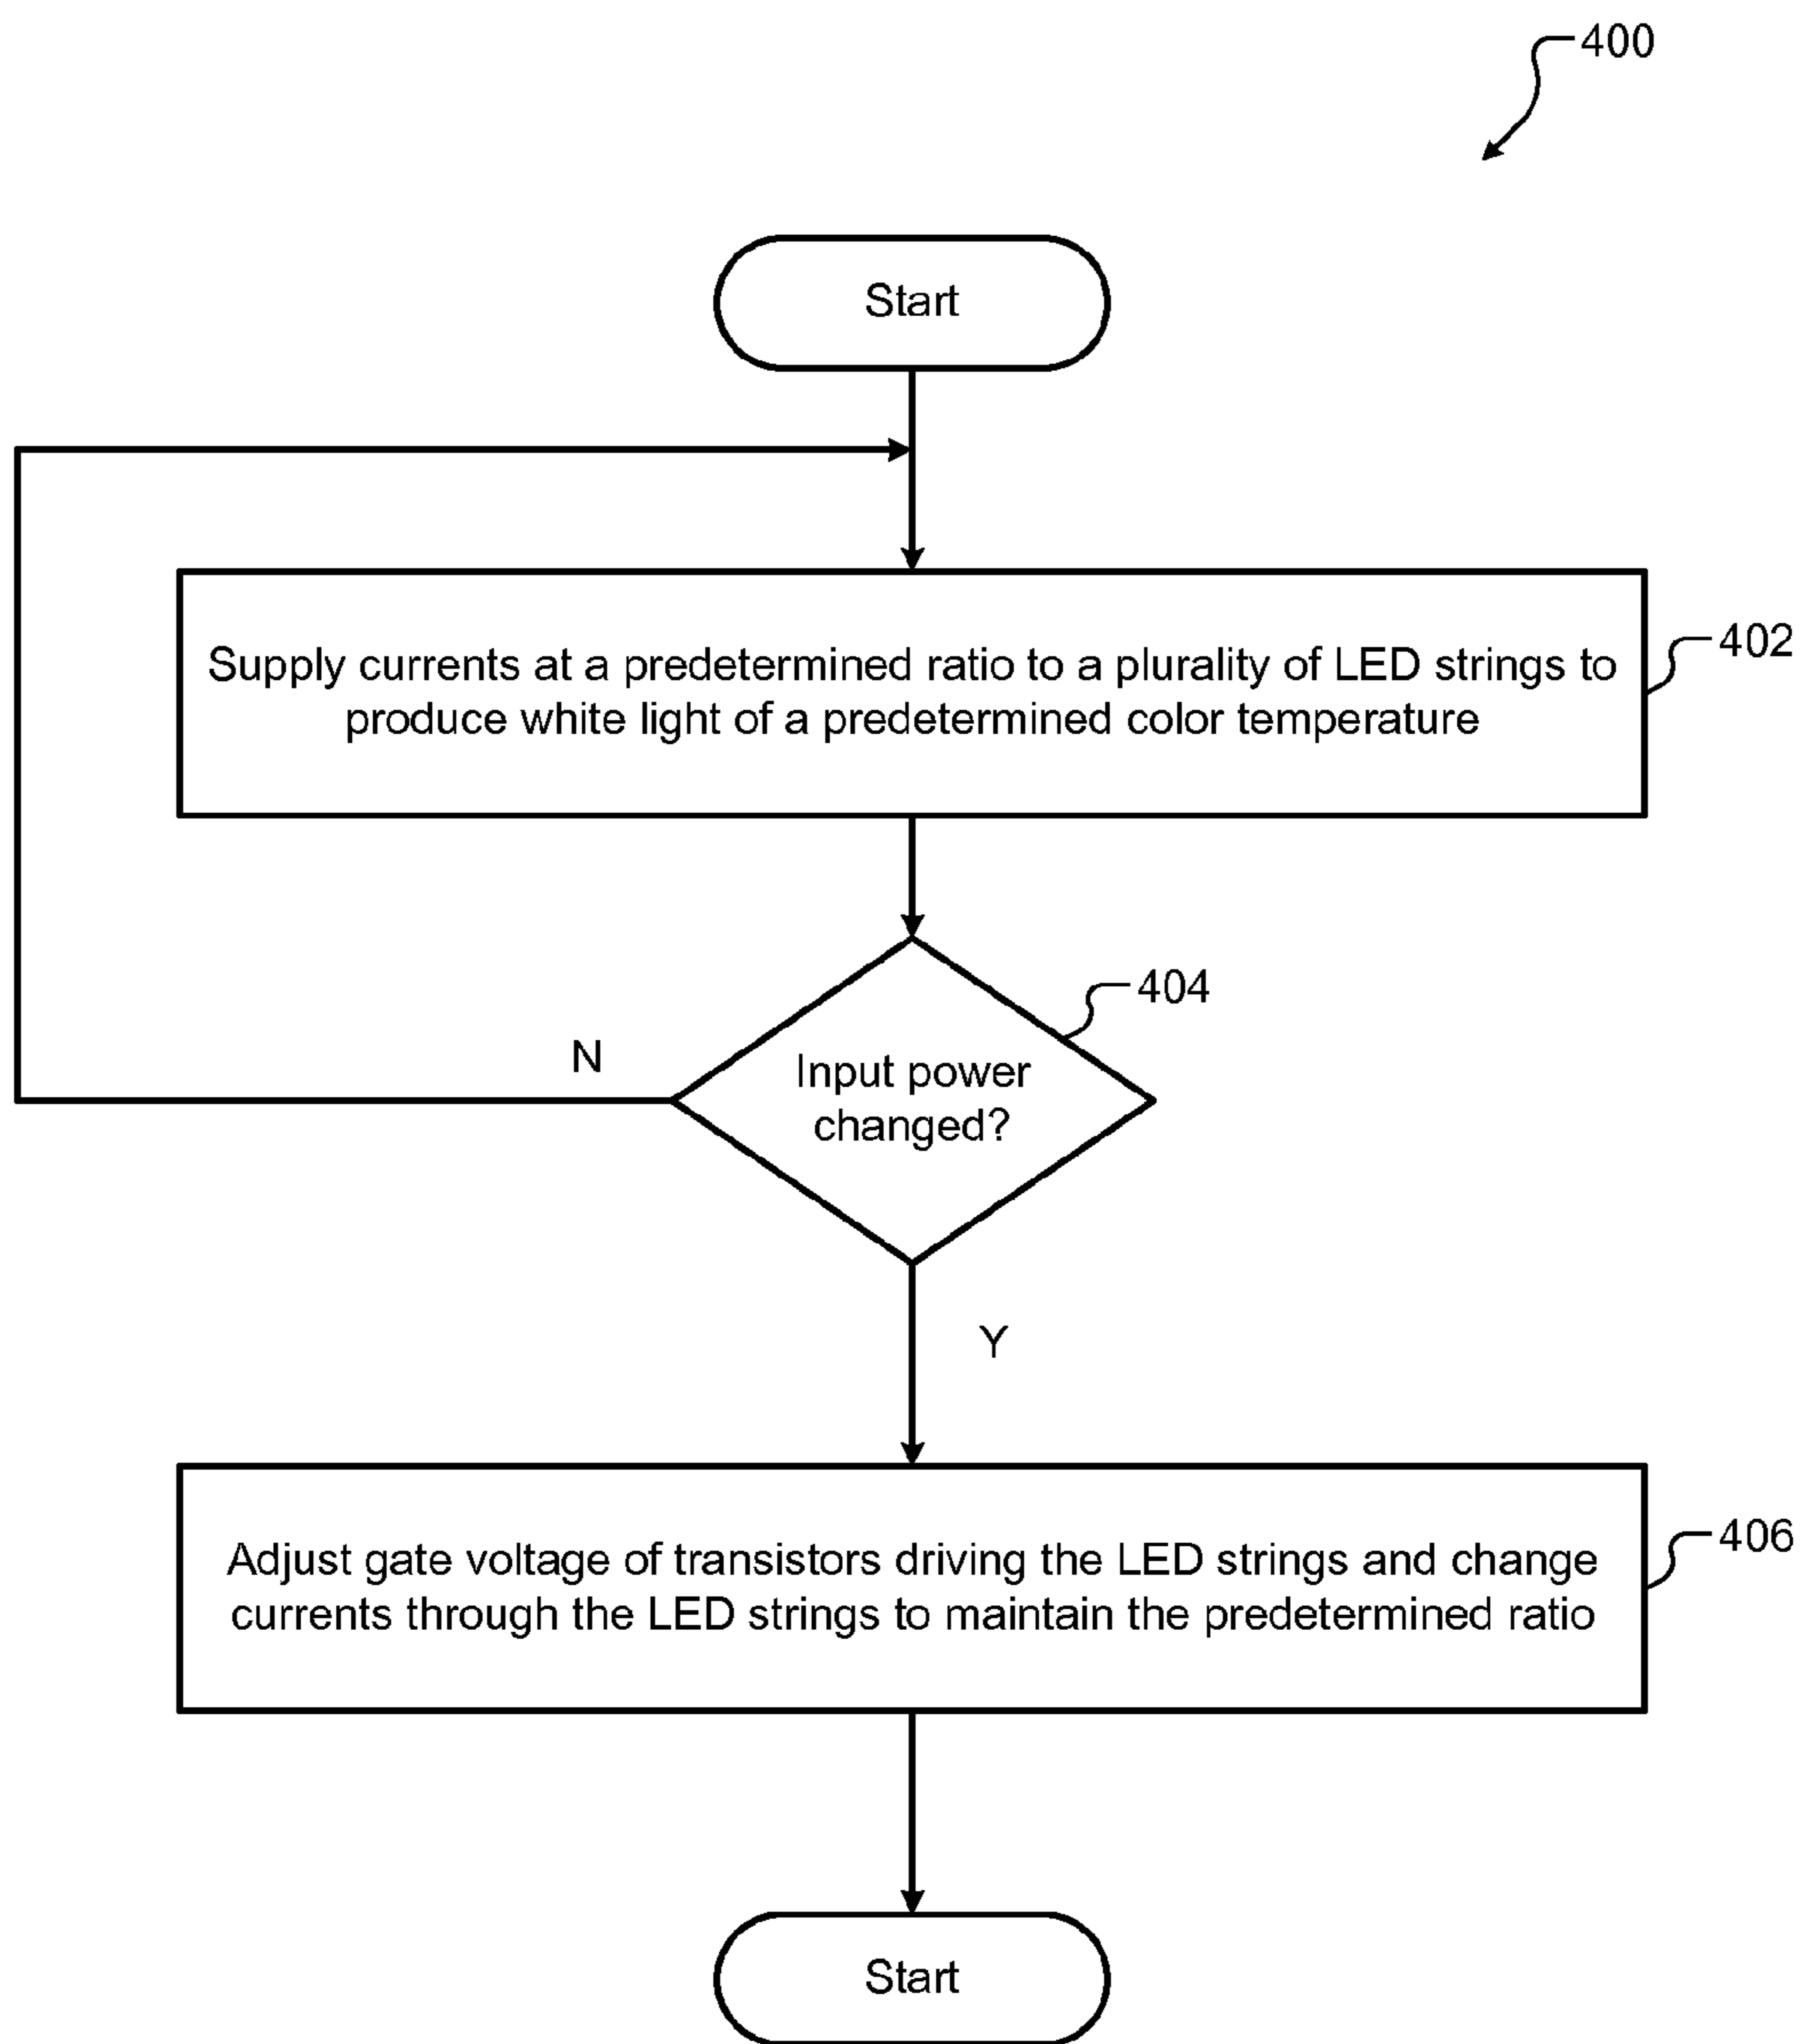 400
Start
Supply currents at a predetermined ratio to a plurality of LED strings to
produce white light of a predetermined color temperature
402
404
N
Input power
changed?
Y
Adjust gate voltage of transistors driving the LED strings and change
currents through the LED strings to maintain the predetermined ratio
406
Start